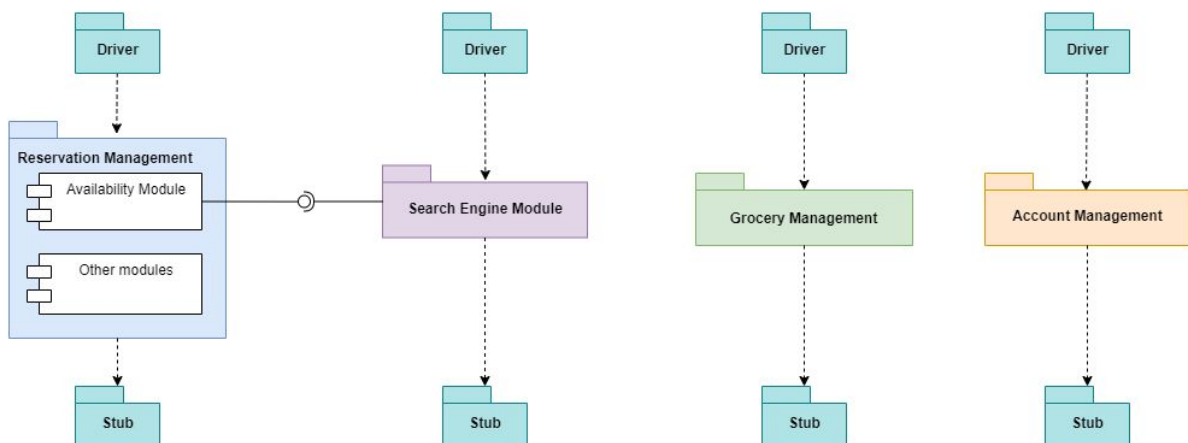 Driver
Driver
Driver
Driver
Reservation Management
Availability Module
Search Engine Module
Grocery Management
Account Management
Other modules
Stub
Stub
Stub
Stub